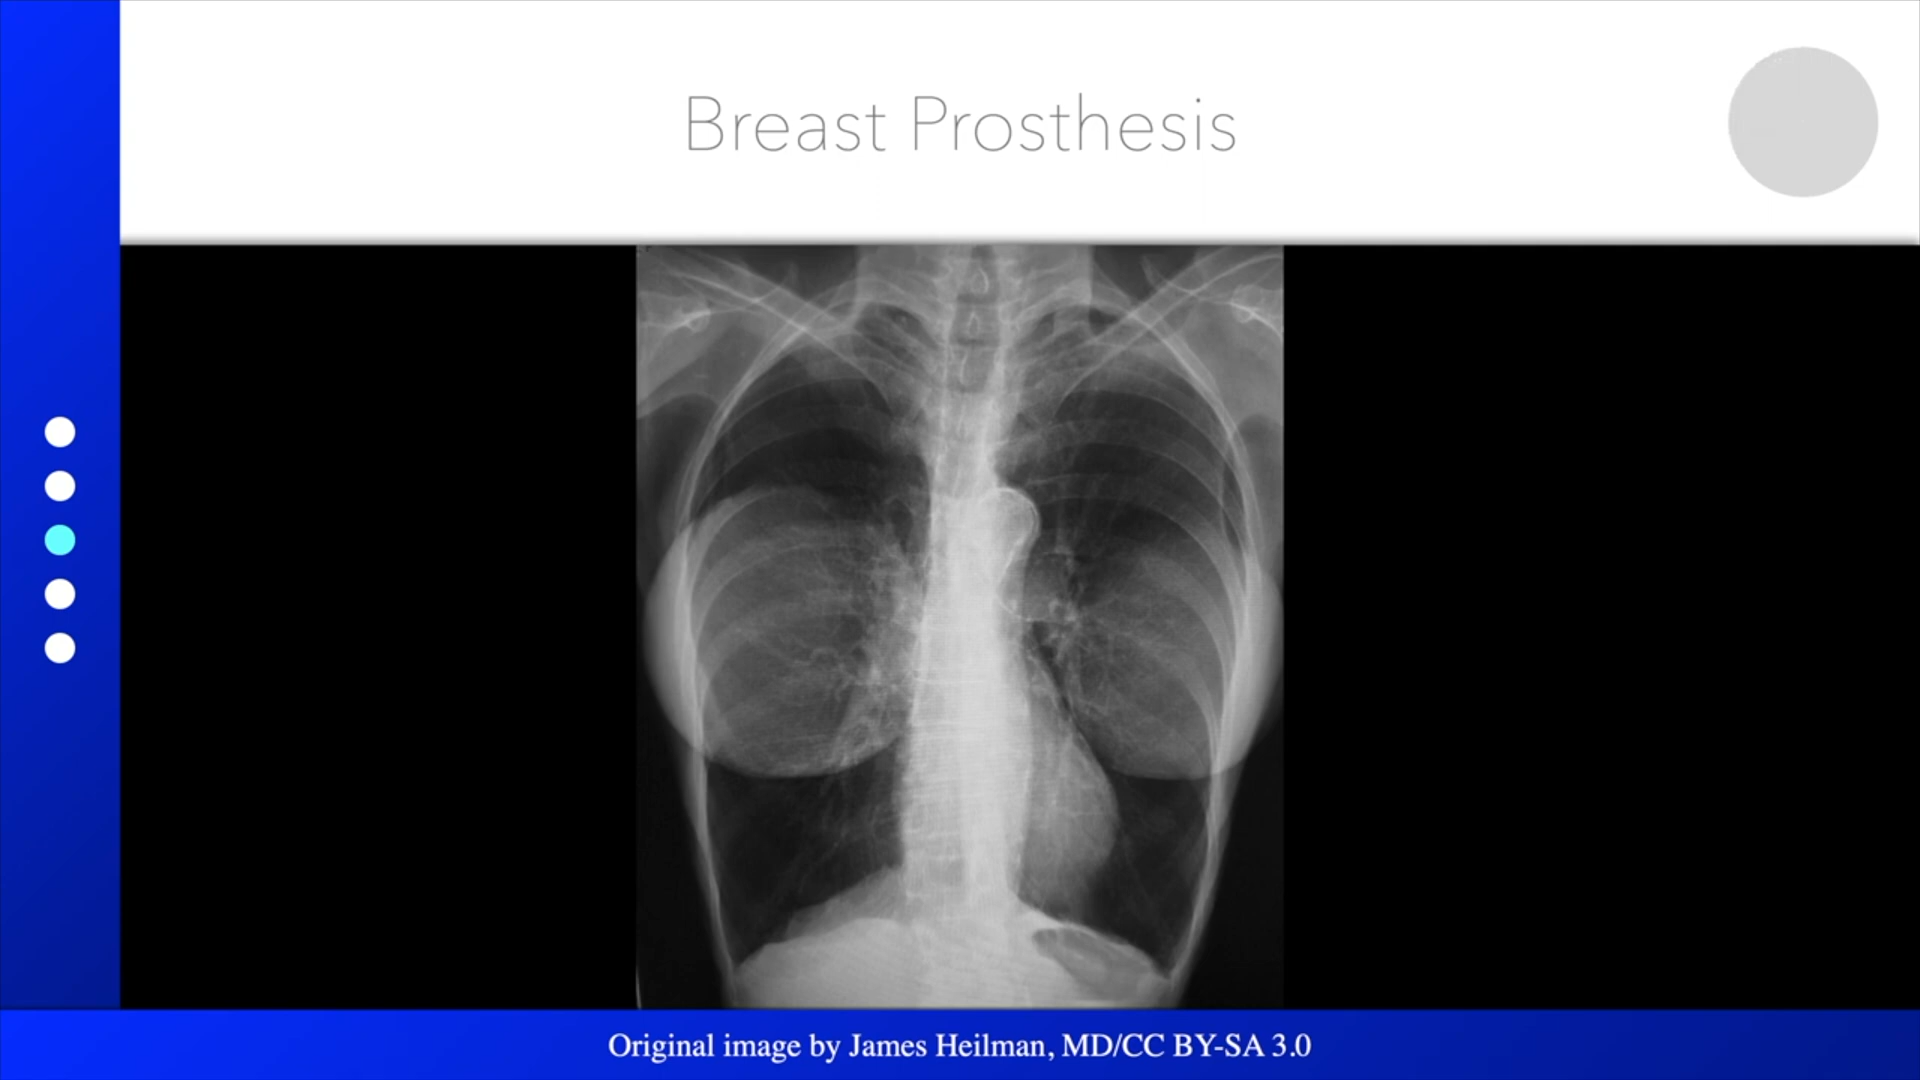 Breast Prosthesis
Original image by James Heilman, MD/CC BY-SA 3.0